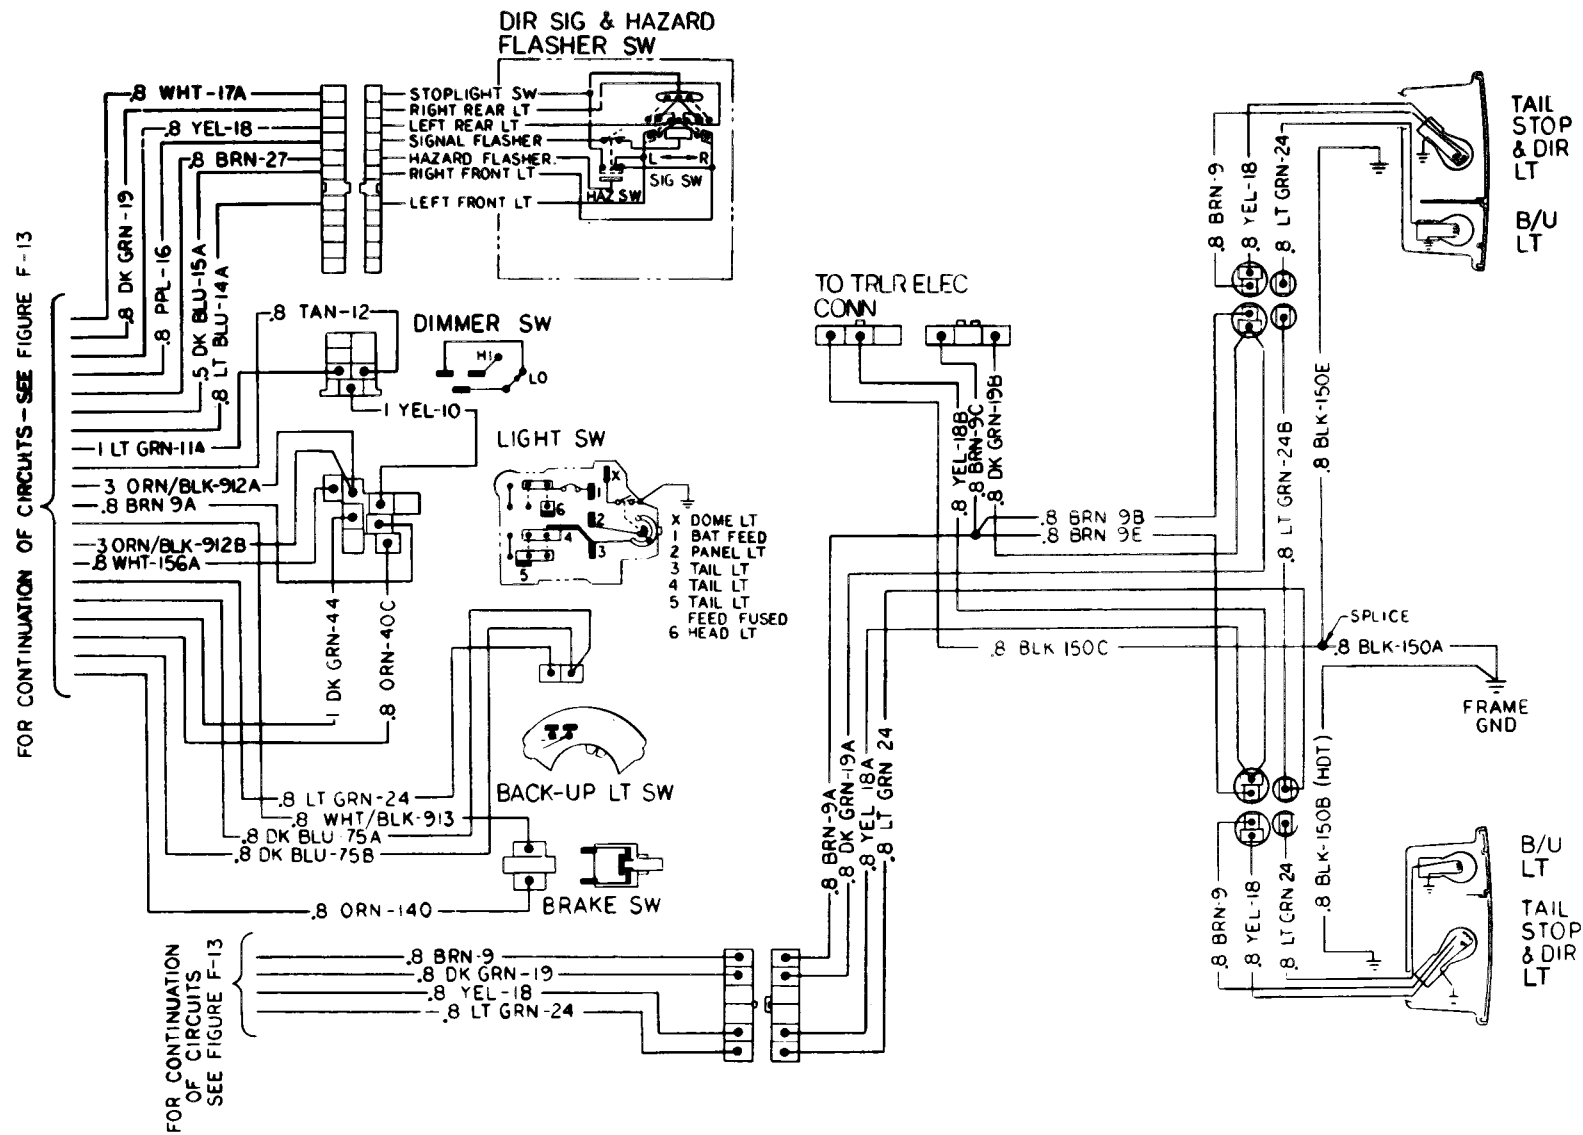 DIR SIG & HAZARD
FLASHER SW
.8 WHT-17A
.8 YEL-18
.8 BRN-27
STOPLIGHT SW
RIGHT REAR LT
LEFT REAR LT
SIGNAL FLASHER
HAZARD FLASHER
RIGHT FRONT LT
LEFT FRONT LT
L R
SIG SW
HAZ SW
.8 DK GRN-19
.8 PPL-16
.5 DK BLU-15A
.8 LT BLU-14A
FOR CONTINUATION OF CIRCUITS-SEE FIGURE F-13
.8 TAN-12
DIMMER SW
HI
LO
1 YEL-10
1 LT GRN-114
3 ORN/BLK-912A
.8 BRN 9A
3 ORN/BLK-912B
.8 WHT-156A
1 DK GRN-44
.8 ORN-40C
LIGHT SW
X
1
6
2
4
3
5
X DOME LT
1 BAT FEED
2 PANEL LT
3 TAIL LT
4 TAIL LT
5 TAIL LT
FEED FUSED
6 HEAD LT
.8 LT GRN-24
.8 WHT/BLK-913
.8 DK BLU-75A
.8 DK BLU-75B
BACK-UP LT SW
BRAKE SW
.8 ORN-140
FOR CONTINUATION
OF CIRCUITS
SEE FIGURE F-13
.8 BRN-9
.8 DK GRN-19
.8 YEL-18
.8 LT GRN-24
TO TRLR ELEC
CONN
.8 YEL-18B
.8 BRN-9C
.8 DK GRN-19B
.8 BRN 9B
.8 BRN 9E
.8 BLK 150C
.8 BRN-9A
.8 DK GRN-19A
.8 YEL 18A
.8 LT GRN 24
.8 BRN-9
.8 YEL-18
.8 LT GRN-24
.8 LT GRN-24B
.8 BLK-150E
SPLICE
.8 BLK-150A
FRAME
GND
.8 BLK-150B (HDT)
TAIL
STOP
& DIR
LT
B/U
LT
.8 BRN-9
.8 YEL-18
.8 LT GRN 24
B/U
LT
TAIL
STOP
& DIR
LT